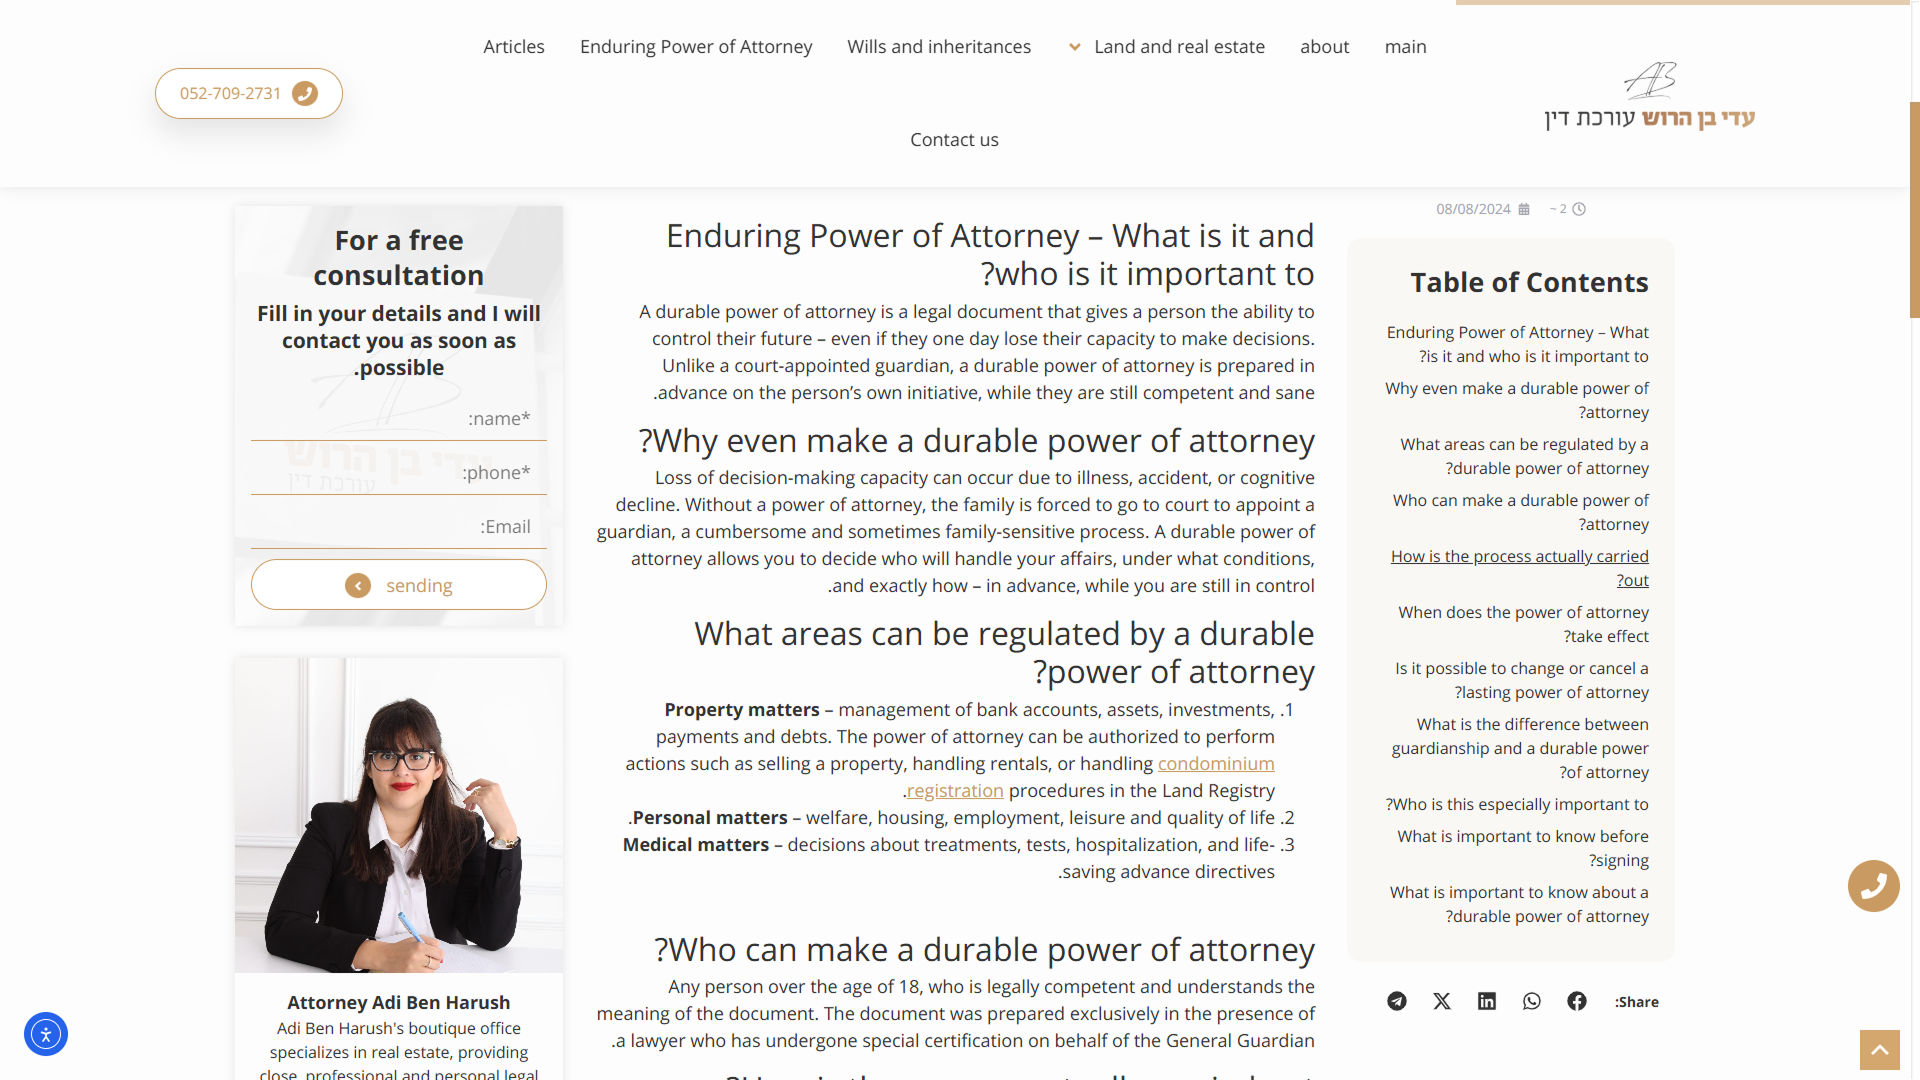 Articles
Enduring Power of Attorney
Wills and inheritances
Land and real estate
about
main
Contact us
052-709-2731
AB
עדי בן הרוש עורכת דין
08/08/2024
~ 2
For a free
consultation
Fill in your details and I will
contact you as soon as
.possible
:name*
:phone*
:Email
sending
Attorney Adi Ben Harush
Adi Ben Harush's boutique office
specializes in real estate, providing
close, professional and personal legal
Enduring Power of Attorney – What is it and
?who is it important to
A durable power of attorney is a legal document that gives a person the ability to
control their future – even if they one day lose their capacity to make decisions.
Unlike a court-appointed guardian, a durable power of attorney is prepared in
.advance on the person’s own initiative, while they are still competent and sane
?Why even make a durable power of attorney
Loss of decision-making capacity can occur due to illness, accident, or cognitive
decline. Without a power of attorney, the family is forced to go to court to appoint a
guardian, a cumbersome and sometimes family-sensitive process. A durable power of
attorney allows you to decide who will handle your affairs, under what conditions,
.and exactly how – in advance, while you are still in control
What areas can be regulated by a durable
?power of attorney
Property matters – management of bank accounts, assets, investments, .1
payments and debts. The power of attorney can be authorized to perform
actions such as selling a property, handling rentals, or handling condominium
.registration procedures in the Land Registry
.Personal matters – welfare, housing, employment, leisure and quality of life .2
Medical matters – decisions about treatments, tests, hospitalization, and life- .3
.saving advance directives
?Who can make a durable power of attorney
Any person over the age of 18, who is legally competent and understands the
meaning of the document. The document was prepared exclusively in the presence of
.a lawyer who has undergone special certification on behalf of the General Guardian
Table of Contents
Enduring Power of Attorney – What
?is it and who is it important to
Why even make a durable power of
?attorney
What areas can be regulated by a
?durable power of attorney
Who can make a durable power of
?attorney
How is the process actually carried
?out
When does the power of attorney
?take effect
Is it possible to change or cancel a
?lasting power of attorney
What is the difference between
guardianship and a durable power
?of attorney
?Who is this especially important to
What is important to know before
?signing
What is important to know about a
?durable power of attorney
:Share